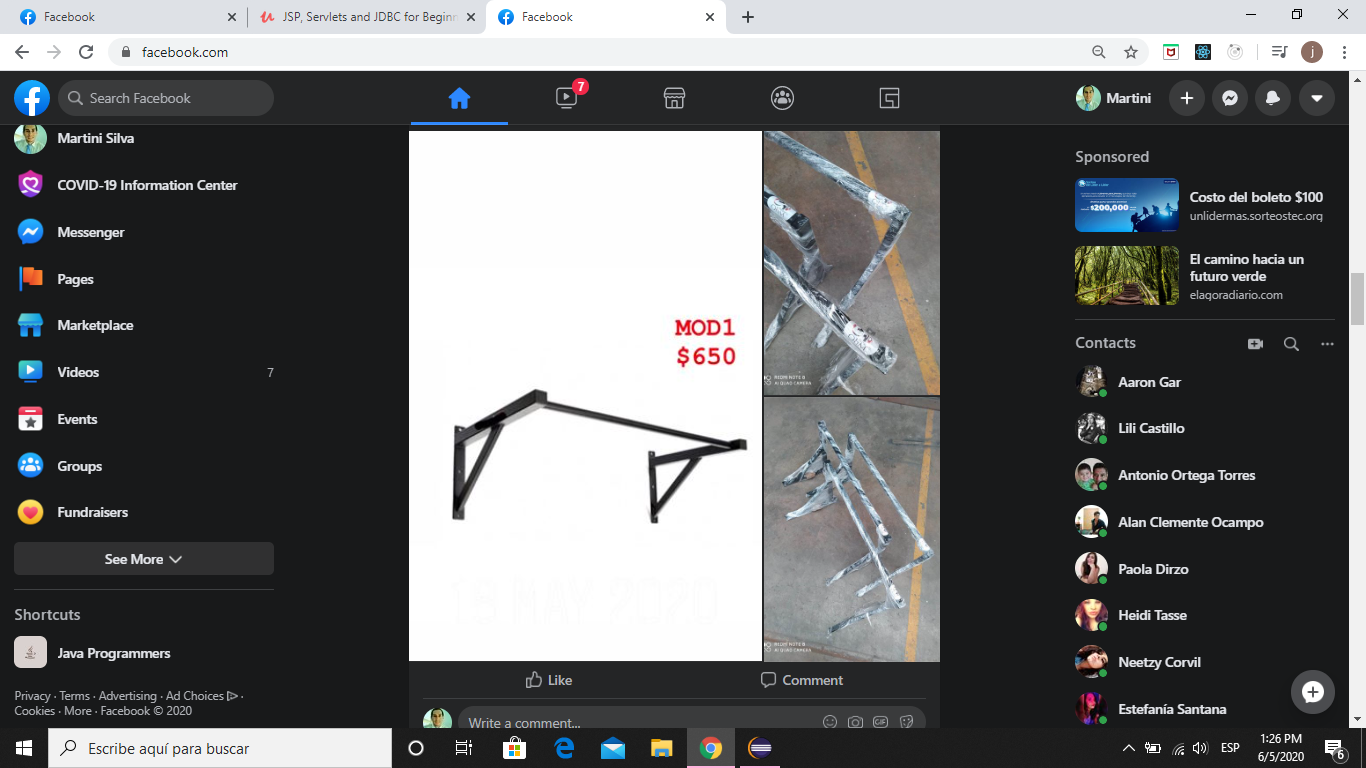 Facebook
JSP, Servlets and JDBC for Beginn
Facebook
facebook.com
j
Search Facebook
7
Martini
Martini Silva
COVID-19 Information Center
Messenger
Pages
Marketplace
Videos
7
Events
Groups
Fundraisers
See More
Shortcuts
Java Programmers
Privacy · Terms · Advertising · Ad Choices ·
Cookies · More · Facebook © 2020
MOD1
$650
19 MAY 2020
REDMI NOTE 8
AI QUAD CAMERA
REDMI NOTE 8
AI QUAD CAMERA
Like
Comment
Write a comment...
GIF
Sponsored
$200,000
Costo del boleto $100
unlidermas.sorteostec.org
El camino hacia un
futuro verde
elagoradiario.com
Contacts
Aaron Gar
Lili Castillo
Antonio Ortega Torres
Alan Clemente Ocampo
Paola Dirzo
Heidi Tasse
Neetzy Corvil
Estefanía Santana
Escribe aquí para buscar
ESP
1:26 PM
6/5/2020
6